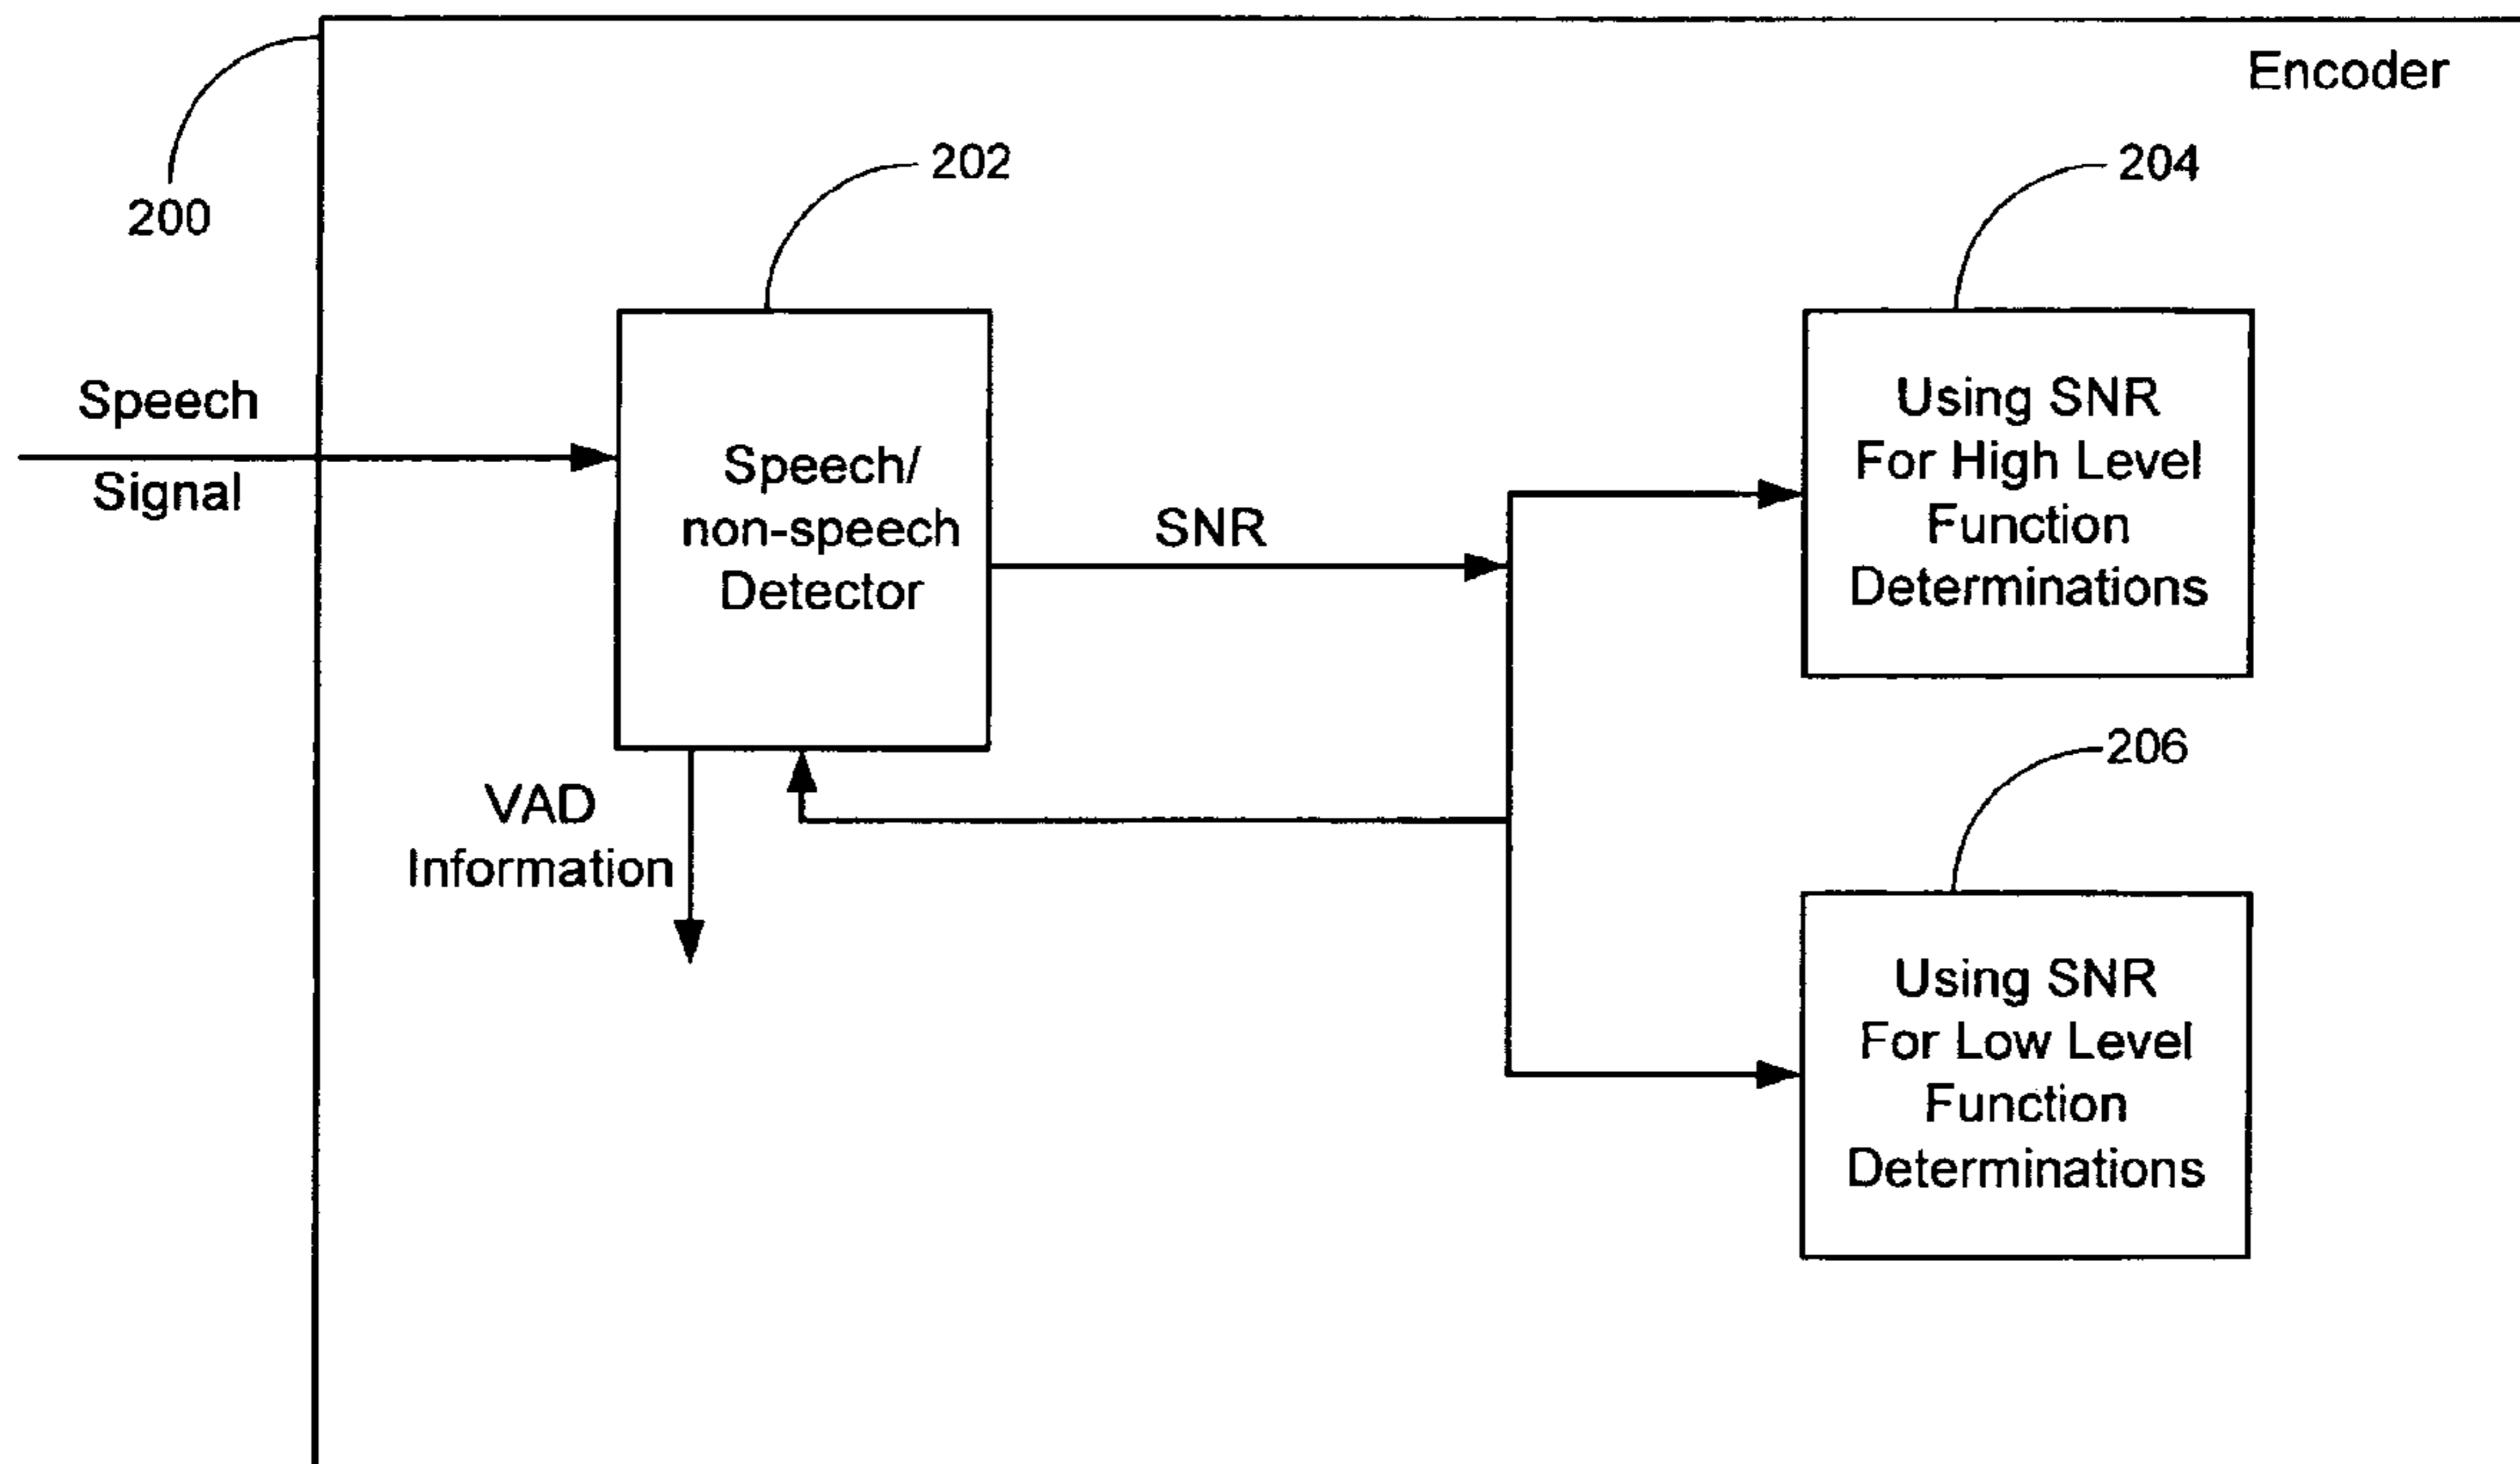 Encoder
200
202
204
Speech
Signal
Speech/
non-speech
Detector
SNR
Using SNR
For High Level
Function
Determinations
VAD
Information
206
Using SNR
For Low Level
Function
Determinations